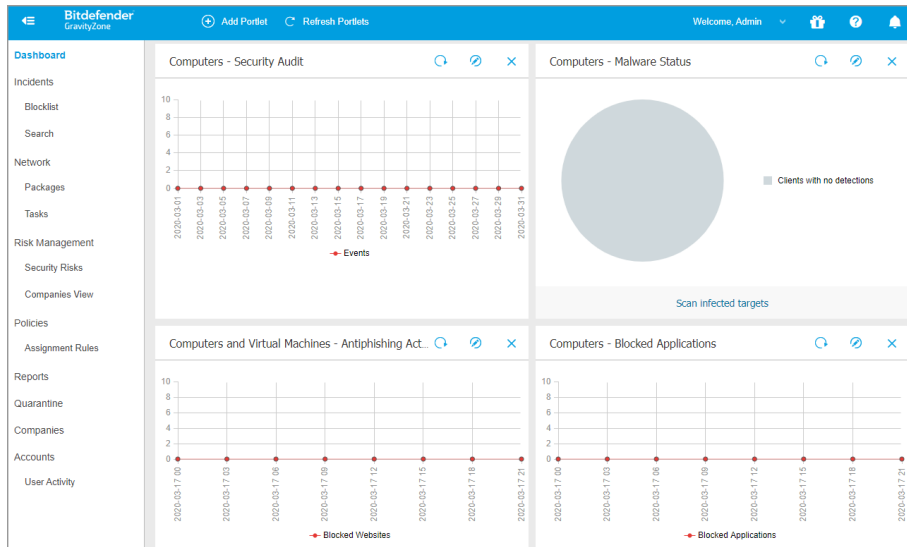 Bitdefender
GravityZone
Add Portlet
Refresh Portlets
Welcome, Admin
Dashboard
Incidents
Blocklist
Search
Network
Packages
Tasks
Risk Management
Security Risks
Companies View
Policies
Assignment Rules
Reports
Quarantine
Companies
Accounts
User Activity
Computers - Security Audit
10
8
6
4
2
0
2020-03-01
2020-03-03
2020-03-05
2020-03-07
2020-03-09
2020-03-11
2020-03-13
2020-03-15
2020-03-17
2020-03-19
2020-03-21
2020-03-23
2020-03-25
2020-03-27
2020-03-29
2020-03-31
Events
Computers - Malware Status
Clients with no detections
Scan infected targets
Computers and Virtual Machines - Antiphishing Act...
10
8
6
4
2
0
2020-03-17 00
2020-03-17 03
2020-03-17 06
2020-03-17 09
2020-03-17 12
2020-03-17 15
2020-03-17 18
2020-03-17 21
Blocked Websites
Computers - Blocked Applications
10
8
6
4
2
0
2020-03-17 00
2020-03-17 03
2020-03-17 06
2020-03-17 09
2020-03-17 12
2020-03-17 15
2020-03-17 18
2020-03-17 21
Blocked Applications